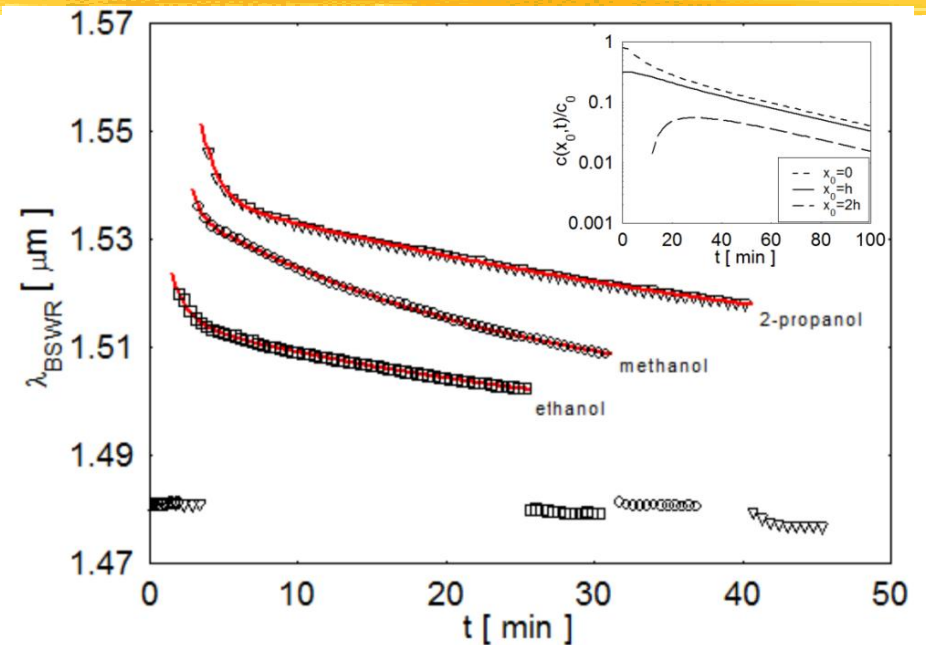 1.57
1.55
1.53
1.51
1.49
1.47
λBSWR [ μm ]
0
10
20
30
40
50
t [ min ]
2-propanol
methanol
ethanol
1
0.1
0.01
0.001
c(x0,t)/c0
0
20
40
60
80
100
t [ min ]
x0=0
x0=h
x0=2h